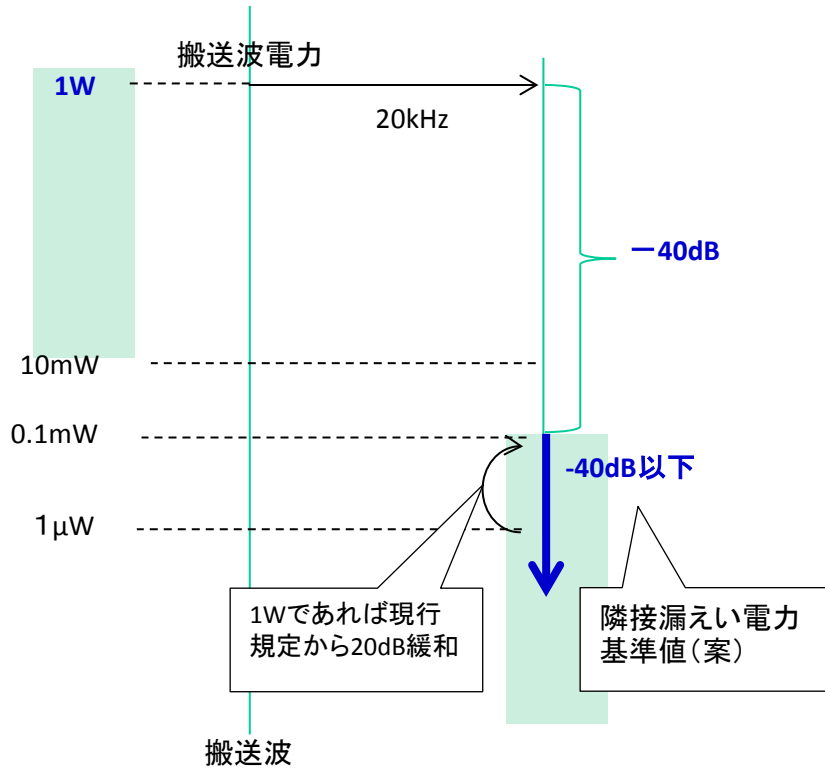 搬送波電力
1W
20kHz
ー40dB
10mW
0.1mW
-40dB以下
1μW
1Wであれば現行
規定から20dB緩和
隣接漏えい電力
基準値(案)
搬送波